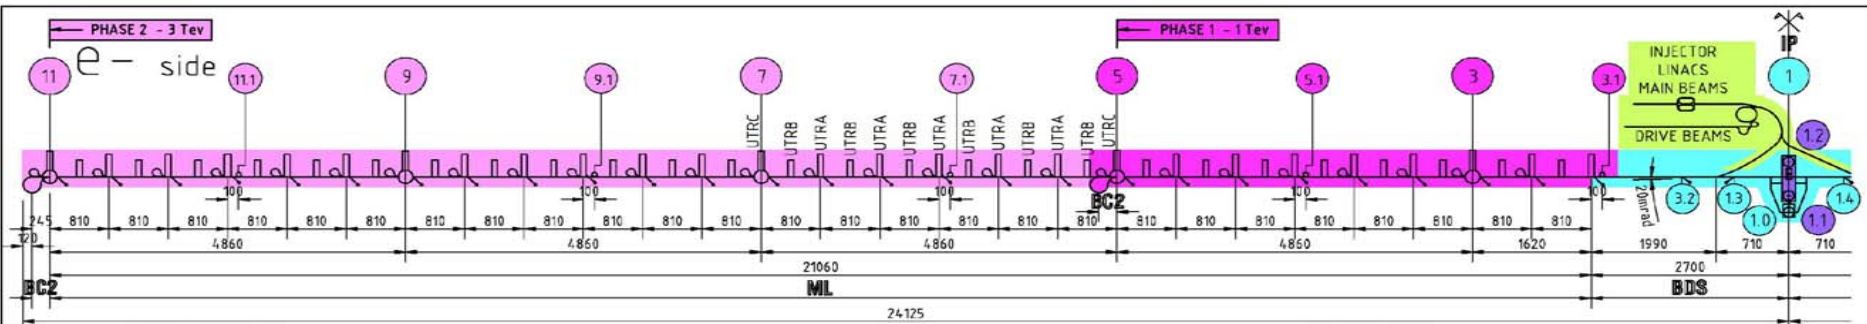 PHASE 2 - 3 Tev
PHASE 1 - 1 Tev
e- side
IP
11
11.1
9
9.1
7
7.1
5
5.1
3
3.1
INJECTOR
LINACS
MAIN BEAMS
DRIVE BEAMS
1
1.2
UTRC UTRB UTRA UTRB UTRA UTRB UTRA UTRB UTRA UTRB UTRA UTRB UTRC
100 100 100 100 100
BC2
20mrad
3.2 1.3 1.0 1.1 1.4
245 810 810 810 810 810 810 810 810 810 810 810 810 810 810 810 810 810 810 810 810 810 810 810 810 810 810
120 4860 4860 4860 4860 1620 1990 710 710
21060 2700
BC2 ML BDS
24125